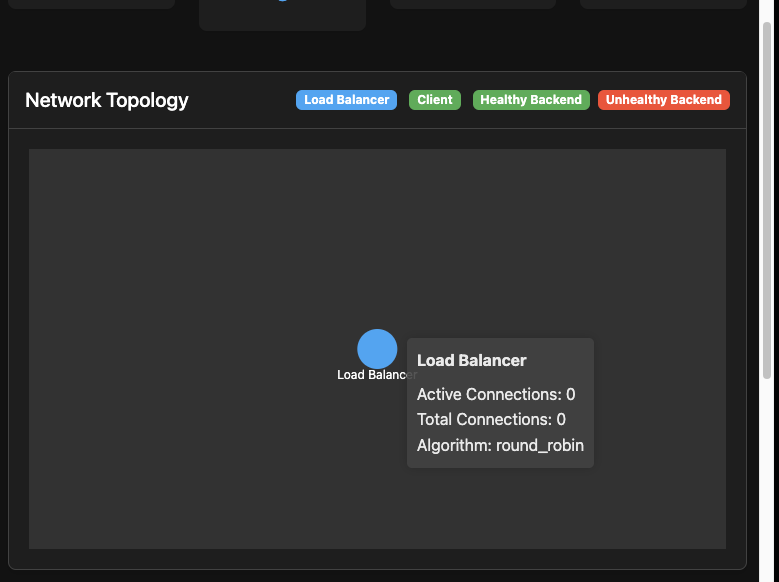 Network Topology
Load Balancer
Client
Healthy Backend
Unhealthy Backend
Load Balancer
Load Balancer
Active Connections: 0
Total Connections: 0
Algorithm: round_robin